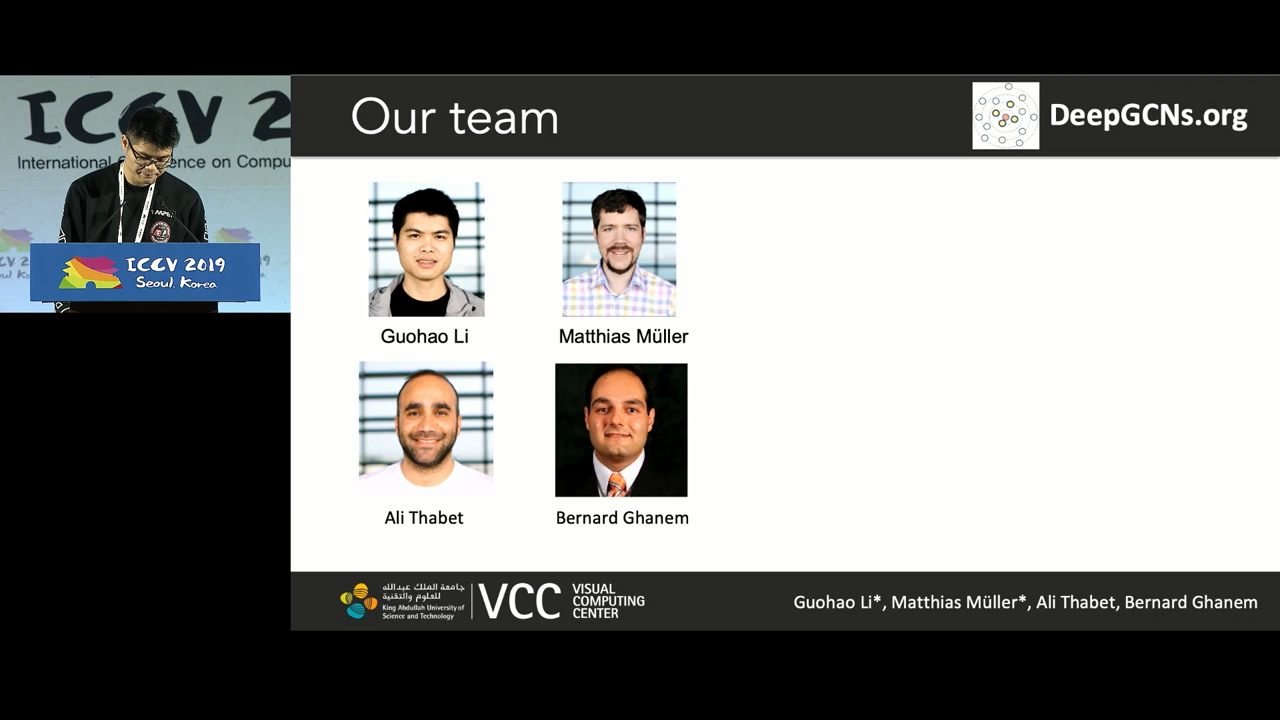 ICCV 2
International
ence on Compu
ICCV 2019
Seoul, Korea
Our team
DeepGCNs.org
Guohao Li
Matthias Müller
Ali Thabet
Bernard Ghanem
جامعة الملك عبدالله
للعلوم والتقنية
King Abdullah University of
Science and Technology
VCC
VISUAL
COMPUTING
CENTER
Guohao Li*, Matthias Müller*, Ali Thabet, Bernard Ghanem